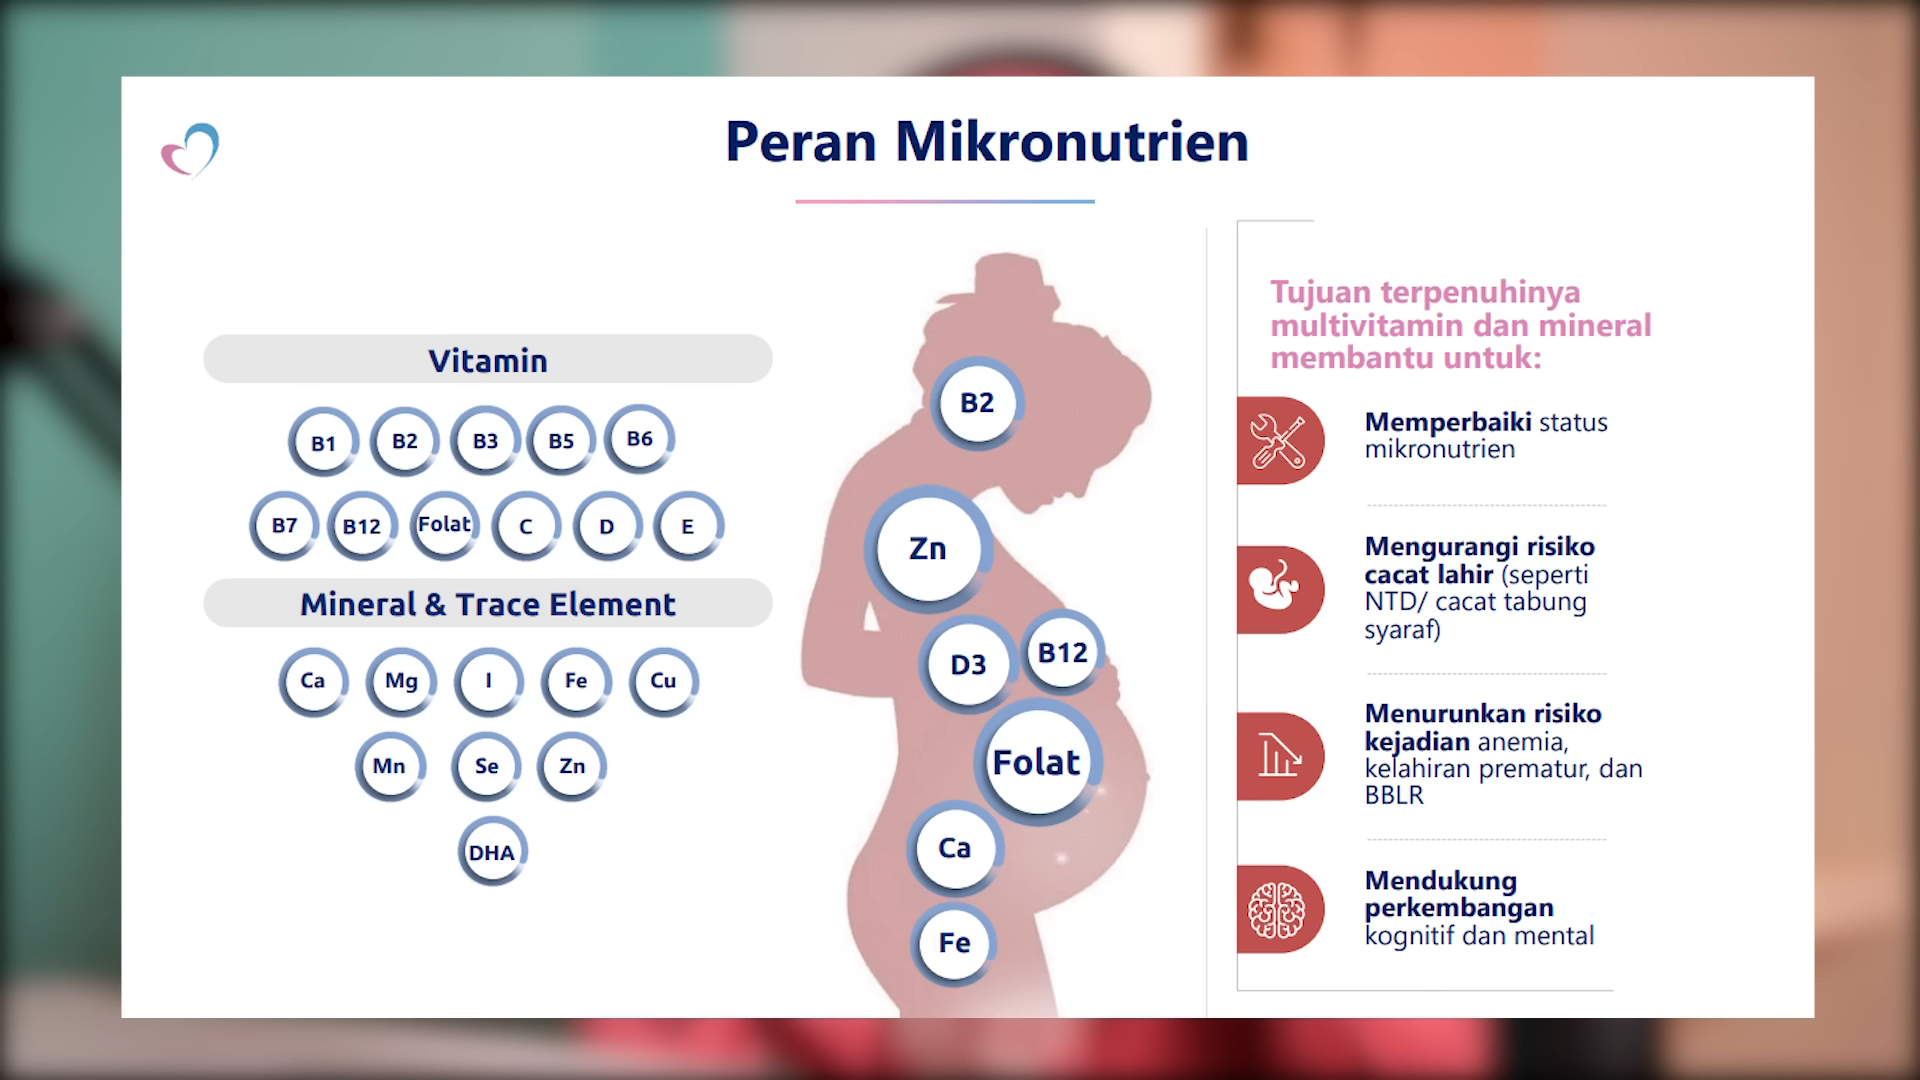 Peran Mikronutrien
Vitamin
B1 B2 B3 B5 B6
B7 B12 Folat C D E
Mineral & Trace Element
Ca Mg I Fe Cu
Mn Se Zn
DHA
B2
Zn
D3 B12
Folat
Ca
Fe
Tujuan terpenuhinya
multivitamin dan mineral
membantu untuk:
Memperbaiki status
mikronutrien
Mengurangi risiko
cacat lahir (seperti
NTD/ cacat tabung
syaraf)
Menurunkan risiko
kejadian anemia,
kelahiran prematur, dan
BBLR
Mendukung
perkembangan
kognitif dan mental